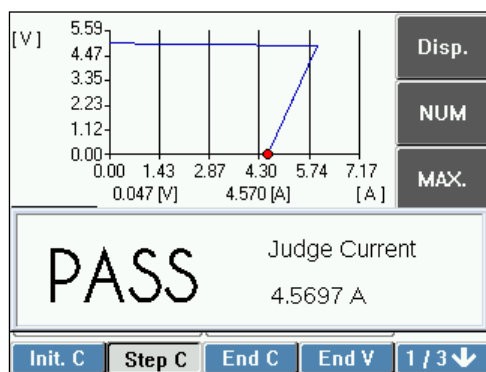 [V]
5.59
4.47
3.35
2.23
1.12
0.00
0.00 1.43 2.87 4.30 5.74 7.17
0.047 [V] 4.570 [A] [A]
Disp.
NUM
MAX.
PASS
Judge Current
4.5697 A
Init. C Step C End C End V 1/3